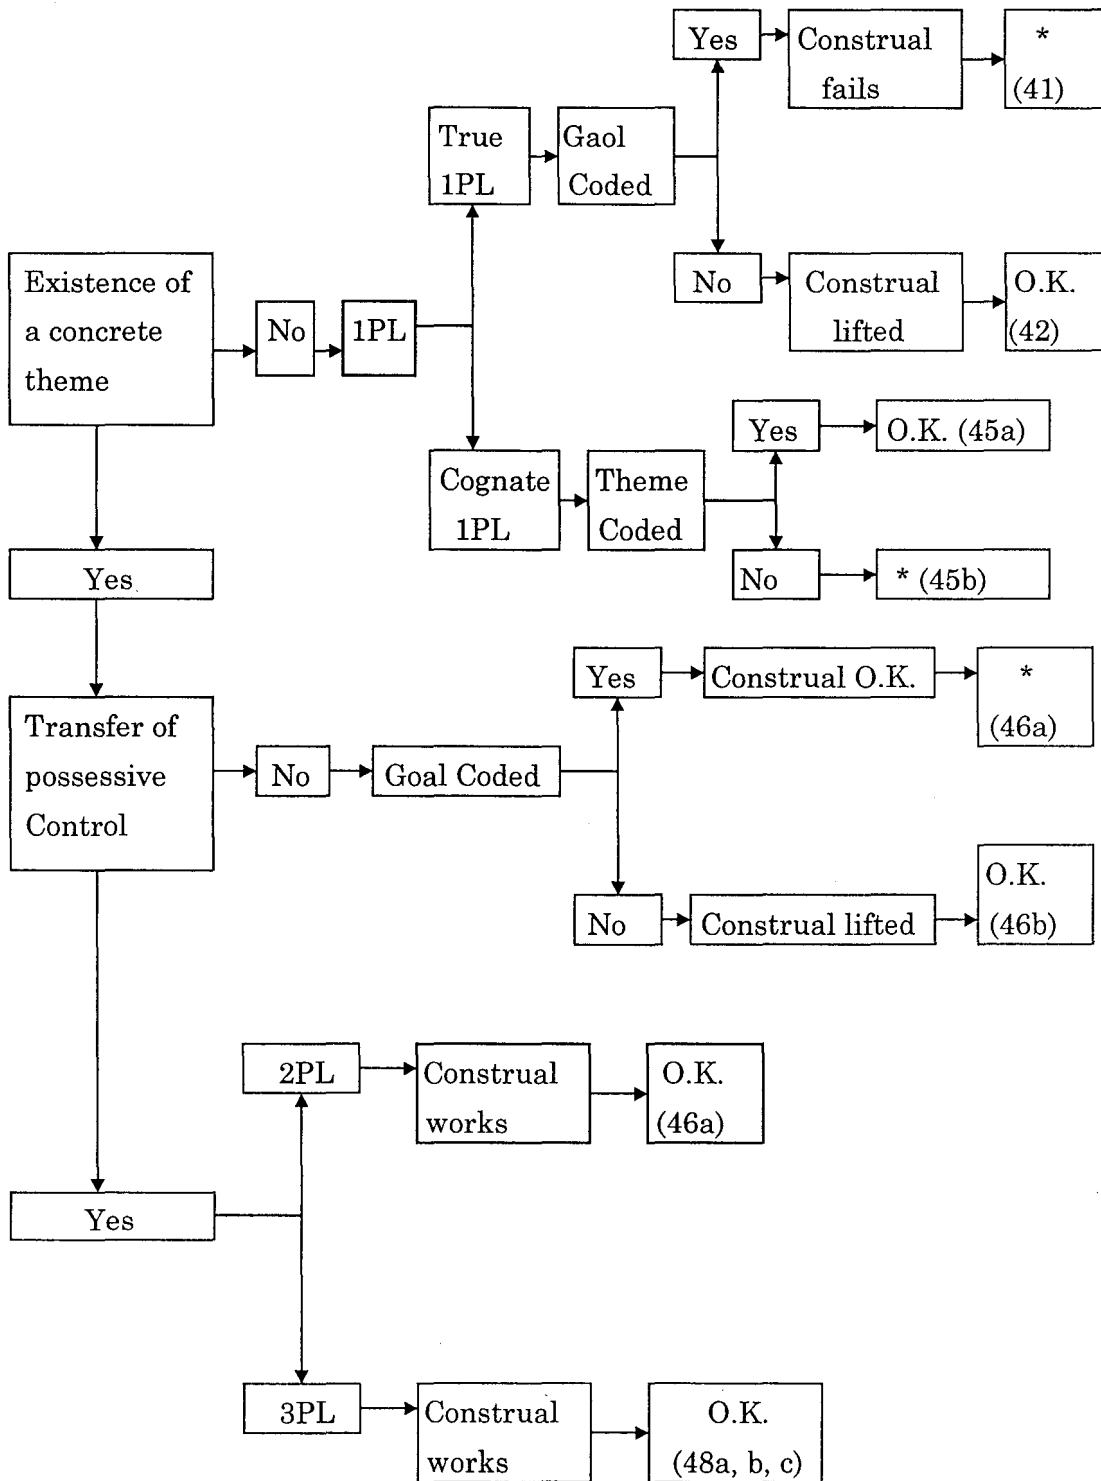 Yes
Construal
fails
*
(41)
True
1PL
Gaol
Coded
No
Construal
lifted
O.K.
(42)
Existence of
a concrete
theme
No
1PL
Cognate
1PL
Theme
Coded
Yes
O.K. (45a)
No
* (45b)
Yes
Transfer of
possessive
Control
No
Goal Coded
Yes
Construal O.K.
*
(46a)
No
Construal lifted
O.K.
(46b)
Yes
2PL
Construal
works
O.K.
(46a)
3PL
Construal
works
O.K.
(48a, b, c)